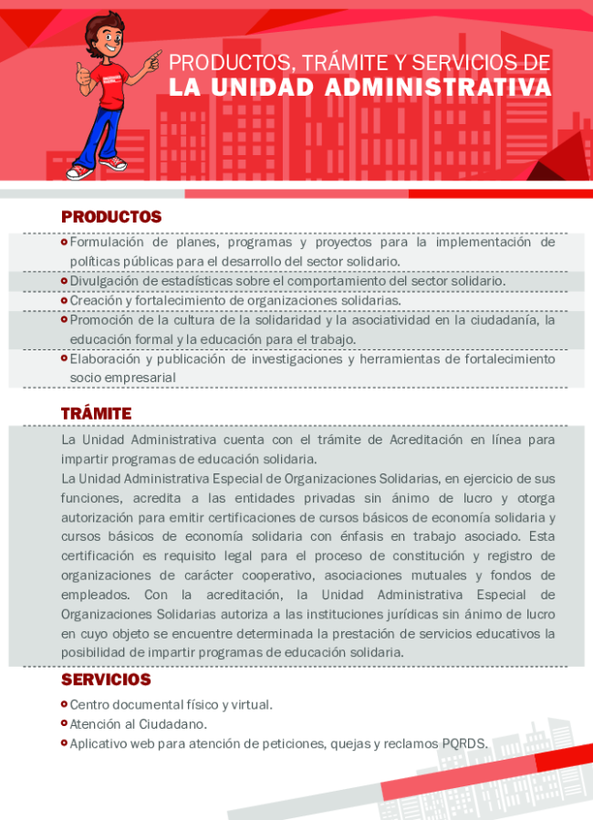 PRODUCTOS, TRÁMITE Y SERVICIOS DE
LA UNIDAD ADMINISTRATIVA
PRODUCTOS
Formulación de planes, programas y proyectos para la implementación de
políticas públicas para el desarrollo del sector solidario.
Divulgación de estadísticas sobre el comportamiento del sector solidario.
Creación y fortalecimiento de organizaciones solidarias.
Promoción de la cultura de la solidaridad y la asociatividad en la ciudadanía, la
educación formal y la educación para el trabajo.
Elaboración y publicación de investigaciones y herramientas de fortalecimiento
socio empresarial
TRÁMITE
La Unidad Administrativa cuenta con el trámite de Acreditación en línea para
impartir programas de educación solidaria.
La Unidad Administrativa Especial de Organizaciones Solidarias, en ejercicio de sus
funciones, acredita a las entidades privadas sin ánimo de lucro y otorga
autorización para emitir certificaciones de cursos básicos de economía solidaria y
cursos básicos de economía solidaria con énfasis en trabajo asociado. Esta
certificación es requisito legal para el proceso de constitución y registro de
organizaciones de carácter cooperativo, asociaciones mutuales y fondos de
empleados. Con la acreditación, la Unidad Administrativa Especial de
Organizaciones Solidarias autoriza a las instituciones jurídicas sin ánimo de lucro
en cuyo objeto se encuentre determinada la prestación de servicios educativos la
posibilidad de impartir programas de educación solidaria.
SERVICIOS
Centro documental físico y virtual.
Atención al Ciudadano.
Aplicativo web para atención de peticiones, quejas y reclamos PQRDS.